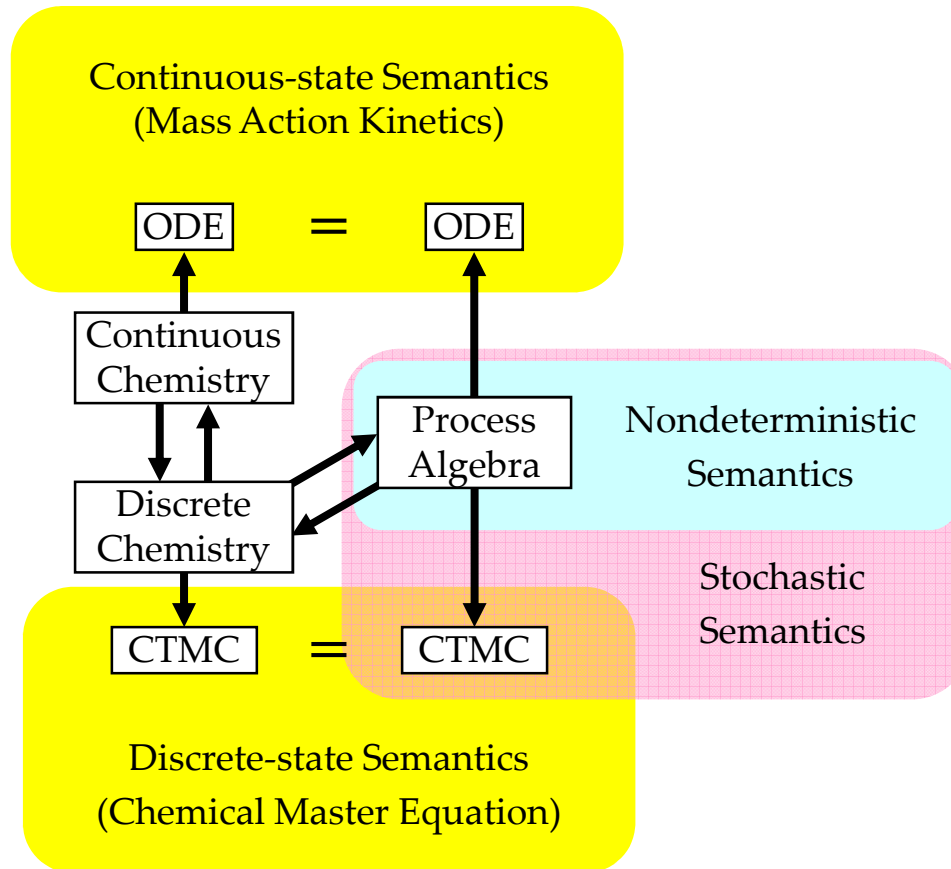 Continuous-state Semantics
(Mass Action Kinetics)
ODE = ODE
Continuous
Chemistry
Process
Algebra
Nondeterministic
Semantics
Discrete
Chemistry
Stochastic
Semantics
CTMC = CTMC
Discrete-state Semantics
(Chemical Master Equation)